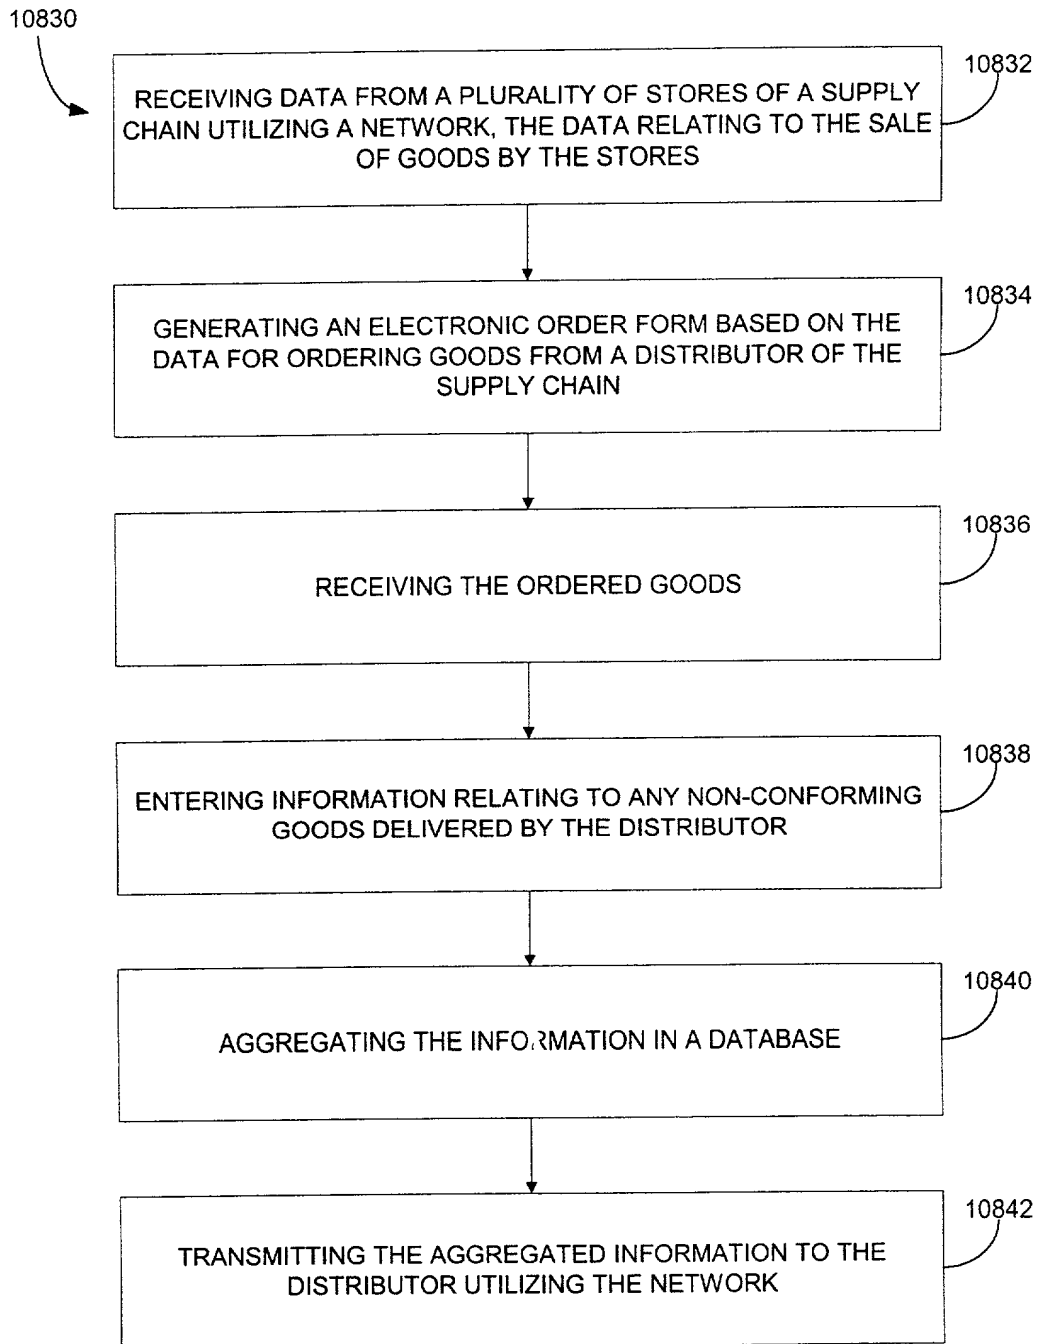 10830
10832
RECEIVING DATA FROM A PLURALITY OF STORES OF A SUPPLY
CHAIN UTILIZING A NETWORK, THE DATA RELATING TO THE SALE
OF GOODS BY THE STORES
10834
GENERATING AN ELECTRONIC ORDER FORM BASED ON THE
DATA FOR ORDERING GOODS FROM A DISTRIBUTOR OF THE
SUPPLY CHAIN
10836
RECEIVING THE ORDERED GOODS
10838
ENTERING INFORMATION RELATING TO ANY NON-CONFORMING
GOODS DELIVERED BY THE DISTRIBUTOR
10840
AGGREGATING THE INFORMATION IN A DATABASE
10842
TRANSMITTING THE AGGREGATED INFORMATION TO THE
DISTRIBUTOR UTILIZING THE NETWORK